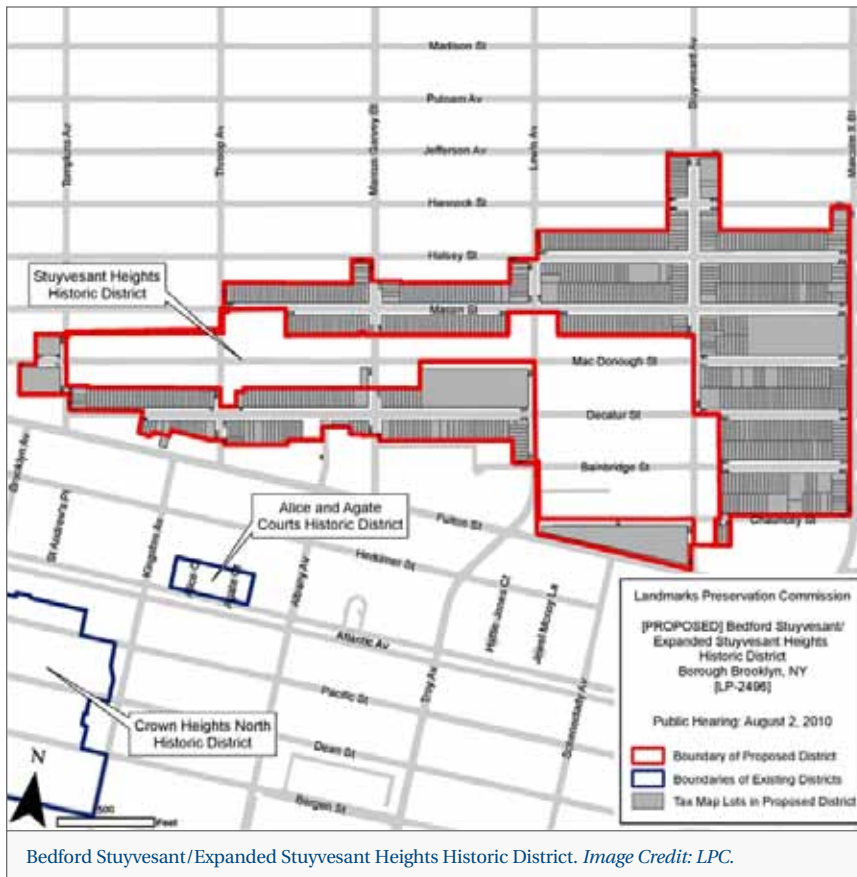 Madison St
Putnam Av
Jefferson Av
Hancock St
Halsey St
Macon St
Mac Donough St
Decatur St
Bainbridge St
Chauncey St
Tompkins Av
Throop Av
Marcus Garvey Bl
Lewis Av
Stuyvesant Av
Malcolm X Bl
Stuyvesant Heights
Historic District
Brooklyn Av
St Andrew's Pl
Kingston Av
Alice and Agate
Courts Historic District
Fulton St
Herkimer St
Alice C
Agate Ct
Albany Av
Atlantic Av
Pacific St
Dean St
Bergen St
Troy Av
Hattie Jones Ct
Jewel Mccoy La
Schenectady Av
Crown Heights North
Historic District
N
500
Feet
Landmarks Preservation Commission
[PROPOSED] Bedford Stuyvesant/
Expanded Stuyvesant Heights
Historic District
Borough Brooklyn, NY
[LP-2496]
Public Hearing: August 2, 2010
Boundary of Proposed District
Boundaries of Existing Districts
Tax Map Lots in Proposed District
Bedford Stuyvesant/Expanded Stuyvesant Heights Historic District. Image Credit: LPC.